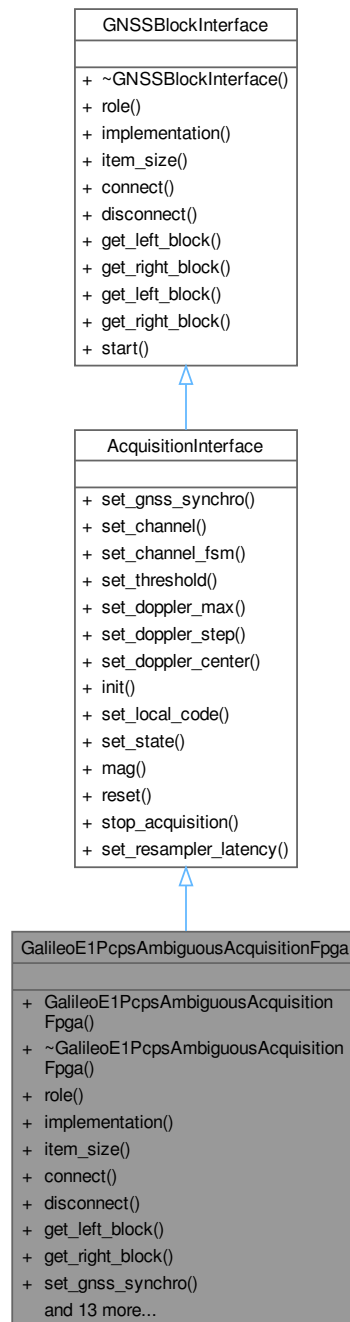 GNSSBlockInterface
+ ~GNSSBlockInterface()
+ role()
+ implementation()
+ item_size()
+ connect()
+ disconnect()
+ get_left_block()
+ get_right_block()
+ get_left_block()
+ get_right_block()
+ start()
AcquisitionInterface
+ set_gnss_synchro()
+ set_channel()
+ set_channel_fsm()
+ set_threshold()
+ set_doppler_max()
+ set_doppler_step()
+ set_doppler_center()
+ init()
+ set_local_code()
+ set_state()
+ mag()
+ reset()
+ stop_acquisition()
+ set_resampler_latency()
GalileoE1PcpsAmbiguousAcquisitionFpga
+ GalileoE1PcpsAmbiguousAcquisition
Fpga()
+ ~GalileoE1PcpsAmbiguousAcquisition
Fpga()
+ role()
+ implementation()
+ item_size()
+ connect()
+ disconnect()
+ get_left_block()
+ get_right_block()
+ set_gnss_synchro()
and 13 more...